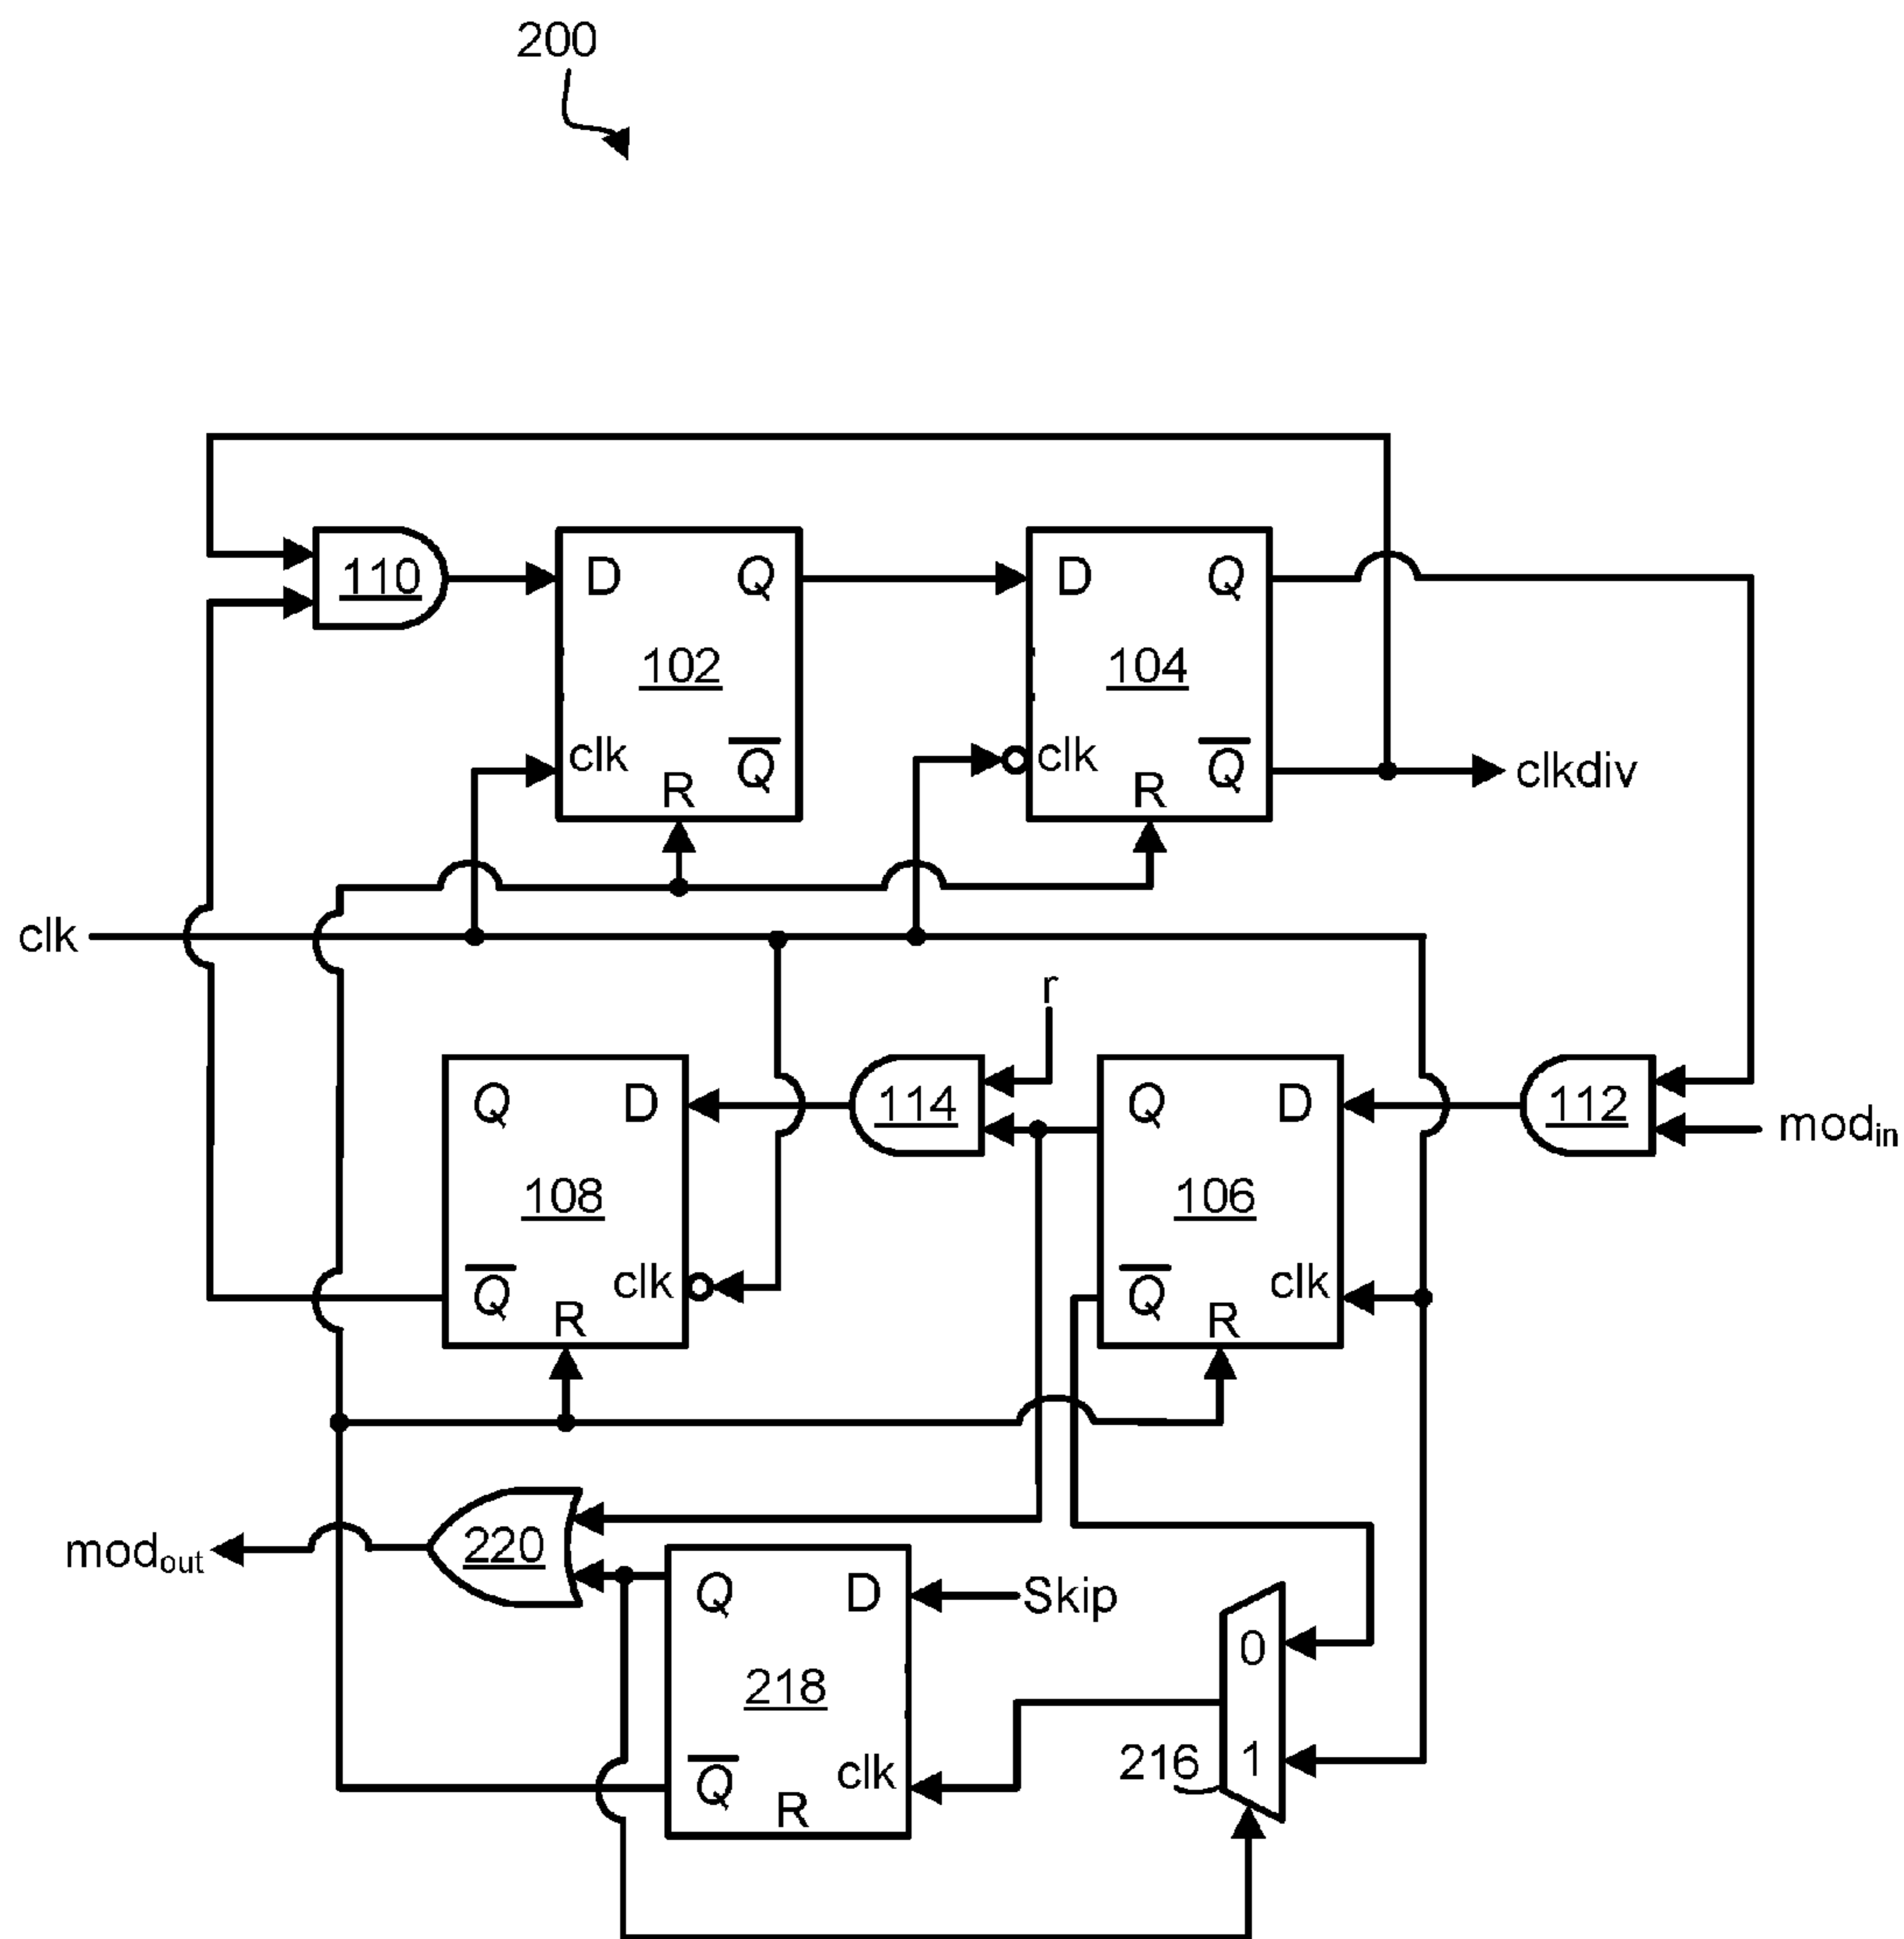 200
110
D Q
102
clk Q
R
D Q
104
clk Q
R
clkdiv
clk
r
Q D
108
Q clk
R
114
Q D
106
Q clk
R
112
modin
modout
220
Q D
218
Q clk
R
Skip
0
1
216